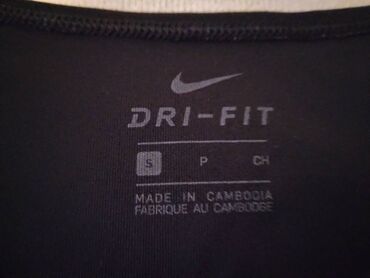 DRI-FIT
S P CH
MADE IN CAMBODIA
FABRIQUE AU CAMBODGE